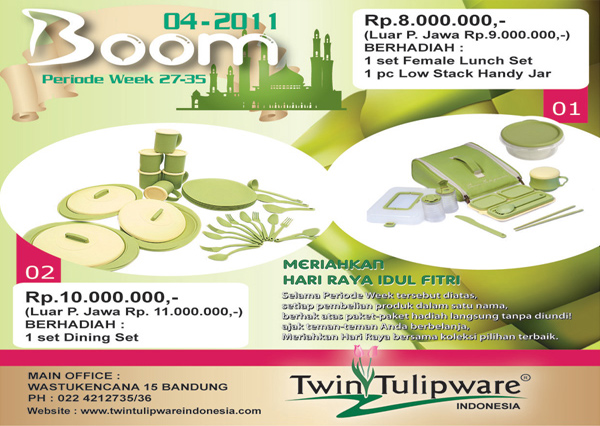 04-2011
Boom
Periode Week 27-35
Rp.8.000.000,-
(Luar P. Jawa Rp.9.000.000,-)
BERHADIAH :
1 set Female Lunch Set
1 pc Low Stack Handy Jar
01
02
Rp.10.000.000,-
(Luar P. Jawa Rp. 11.000.000,-)
BERHADIAH :
1 set Dining Set
MERIAHKAN
HARI RAYA IDUL FITRI
Selama Periode Week tersebut diatas,
setiap pembelian produk dalam satu nama,
berhak atas paket-paket hadiah langsung tanpa diundi!
ajuk teman-teman Anda berbelanja,
Meriahkan Hari Raya bersama koleksi pilihan terbaik.
MAIN OFFICE :
WASTUKENCANA 15 BANDUNG
PH : 022 4212735/36
Website : www.twintulipwareindonesia.com
Twin Tulipware®
INDONESIA